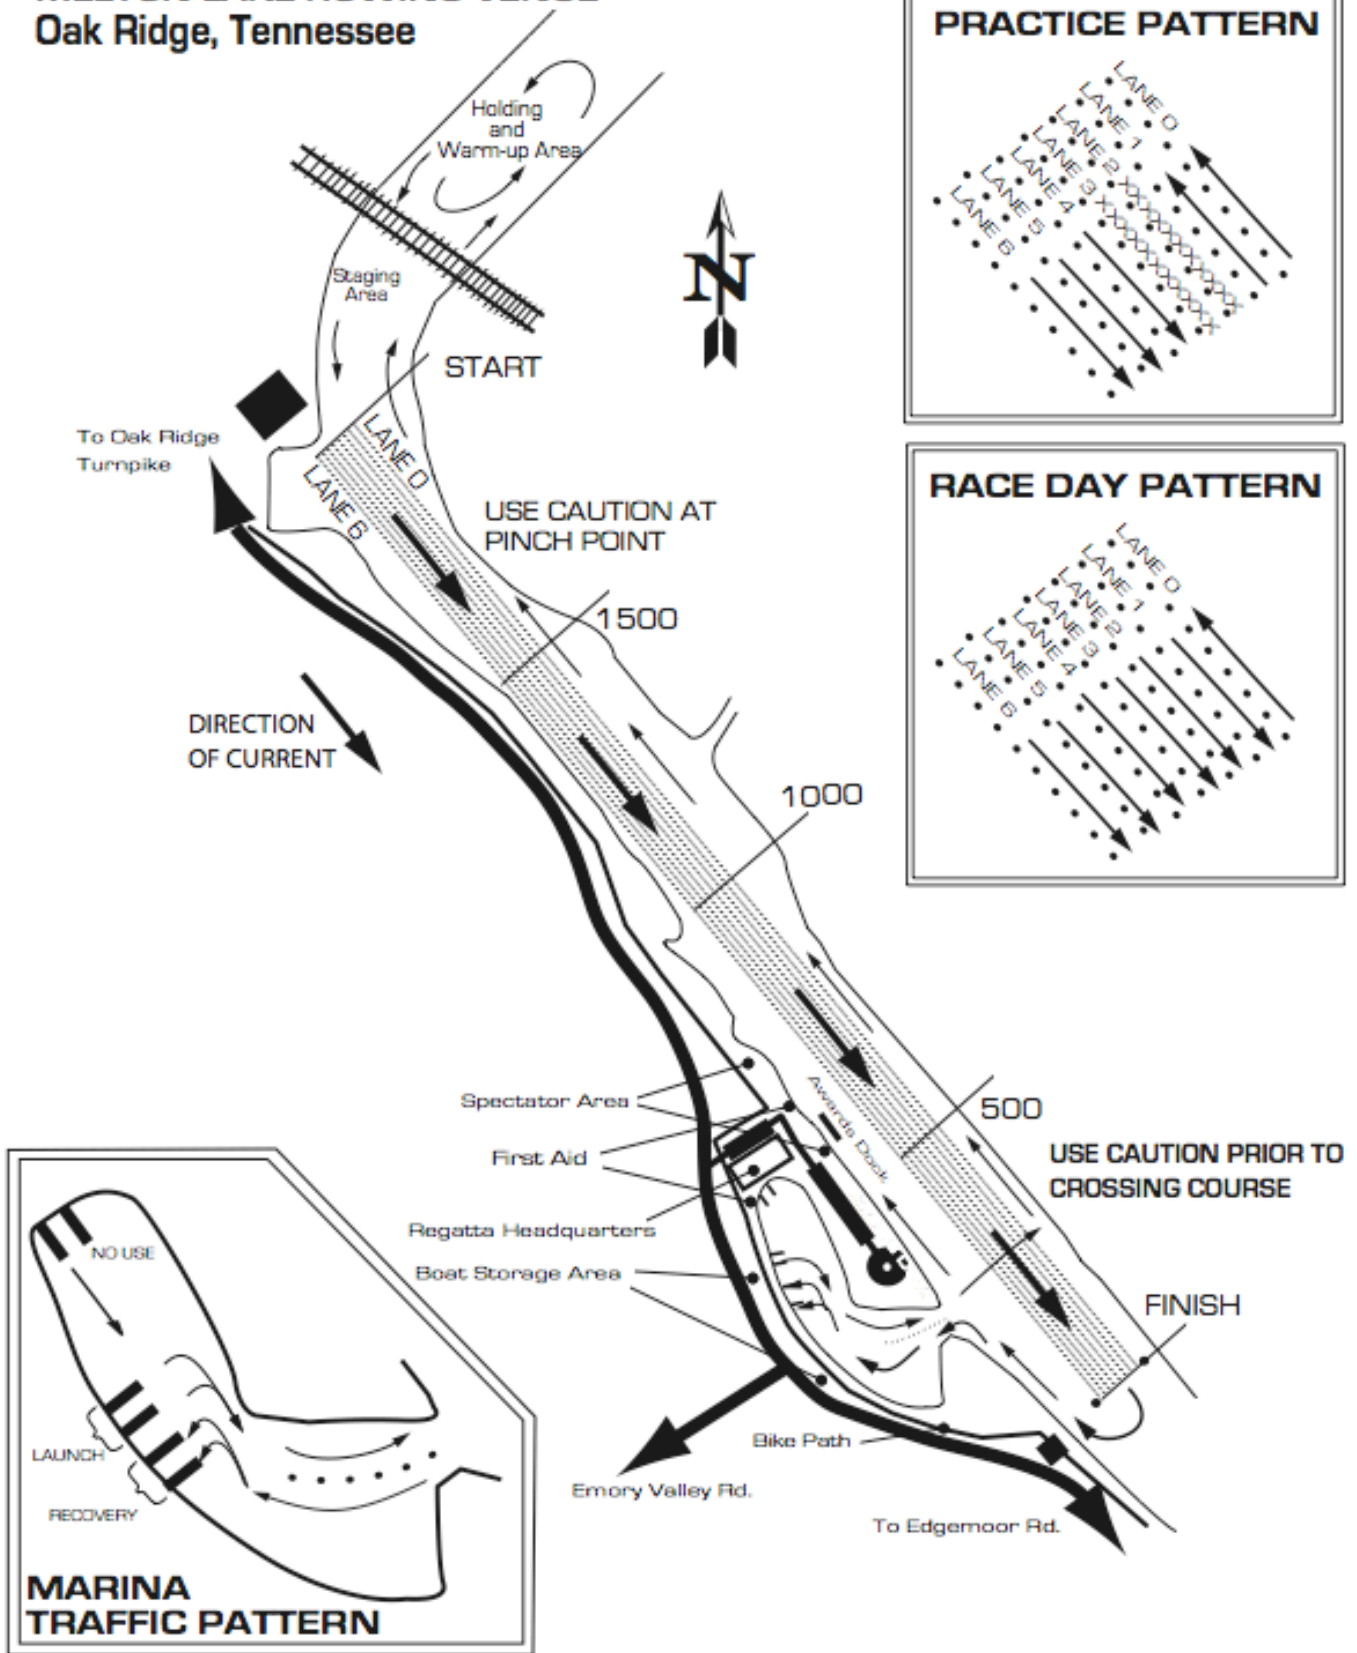 Oak Ridge, Tennessee
PRACTICE PATTERN
LANE 0
LANE 1
LANE 2 XXXXXXXXXX
LANE 3 XXXXXXXXXX
LANE 4
LANE 5
LANE 6
Holding
and
Warm-up Area
N
Staging
Area
START
To Oak Ridge
Turnpike
LANE 0
LANE 6
USE CAUTION AT
PINCH POINT
RACE DAY PATTERN
LANE 0
LANE 1
LANE 2
LANE 3
LANE 4
LANE 5
LANE 6
1500
DIRECTION
OF CURRENT
1000
Spectator Area
Awards Dock
500
First Aid
USE CAUTION PRIOR TO
CROSSING COURSE
Regatta Headquarters
Boat Storage Area
FINISH
Bike Path
Emory Valley Rd.
To Edgemoor Rd.
NO USE
LAUNCH
RECOVERY
MARINA
TRAFFIC PATTERN